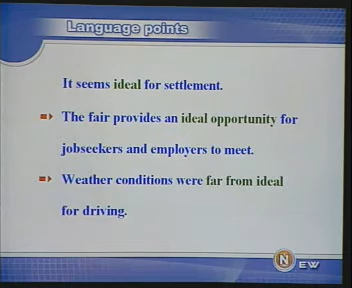 Language points
It seems ideal for settlement.
The fair provides an ideal opportunity for
jobseekers and employers to meet.
Weather conditions were far from ideal
for driving.
N EW